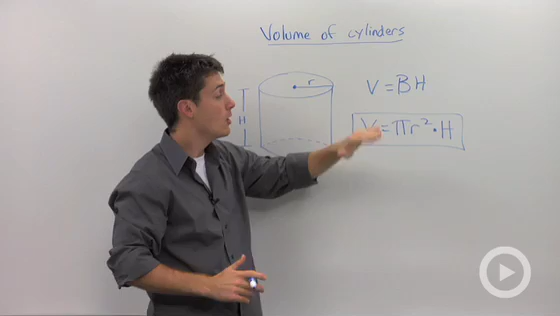 Volume of cylinders
r
V = BH
H
V = πr²・H